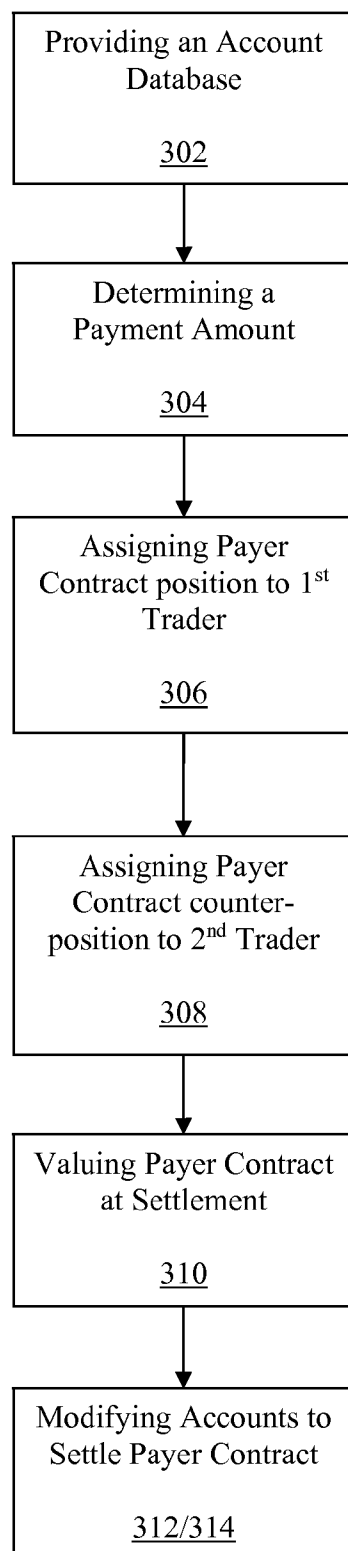 Providing an Account
Database
302
Determining a
Payment Amount
304
Assigning Payer
Contract position to 1st
Trader
306
Assigning Payer
Contract counter-
position to 2nd Trader
308
Valuing Payer Contract
at Settlement
310
Modifying Accounts to
Settle Payer Contract
312/314